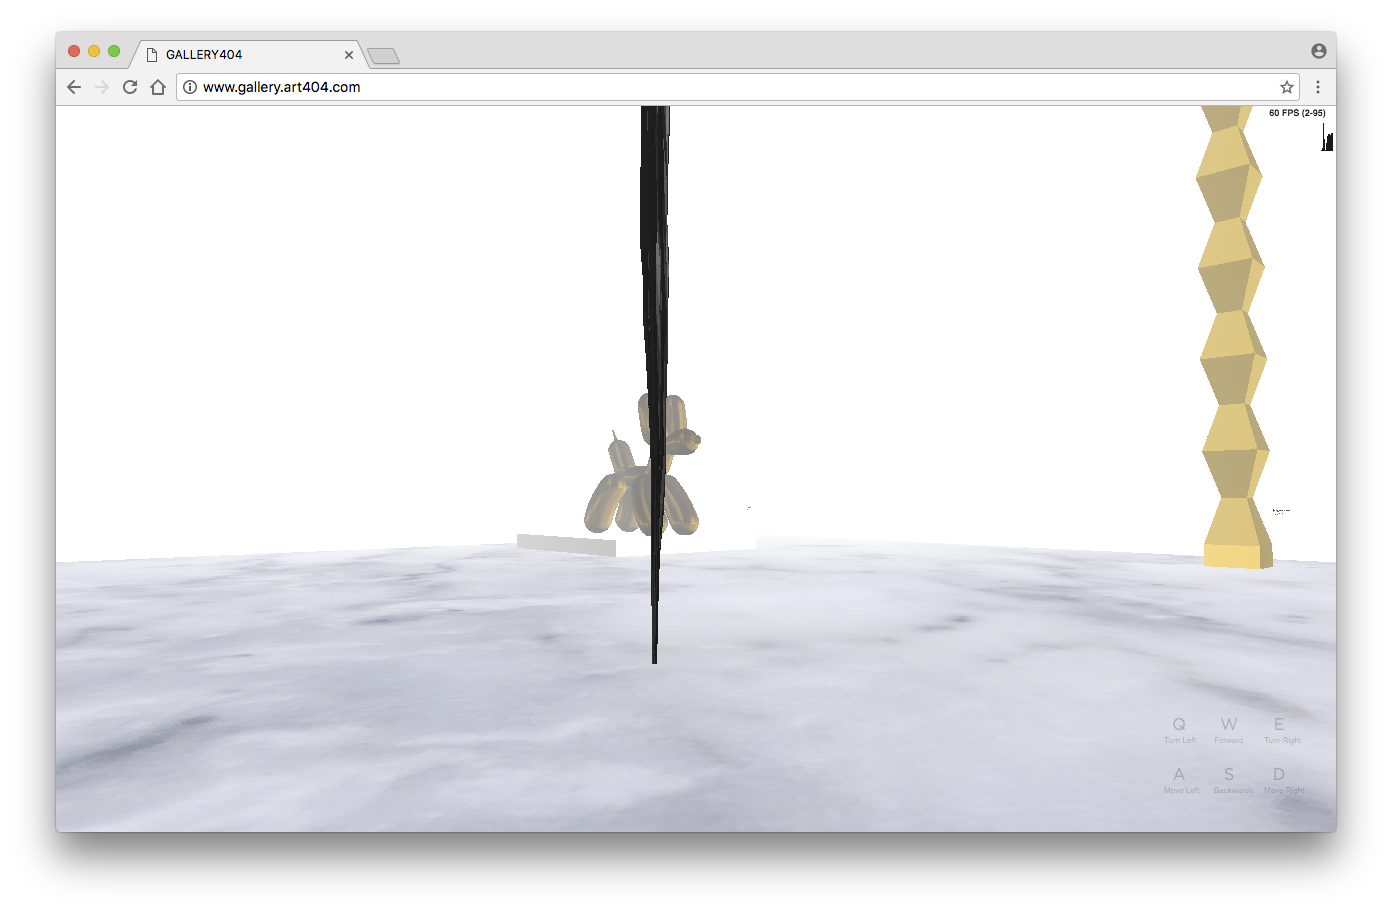 GALLERY404
www.gallery.art404.com
60 FPS (2-95)
Q W E
Turn Left Forward Turn Right
A S D
Move Left Backwards Move Right